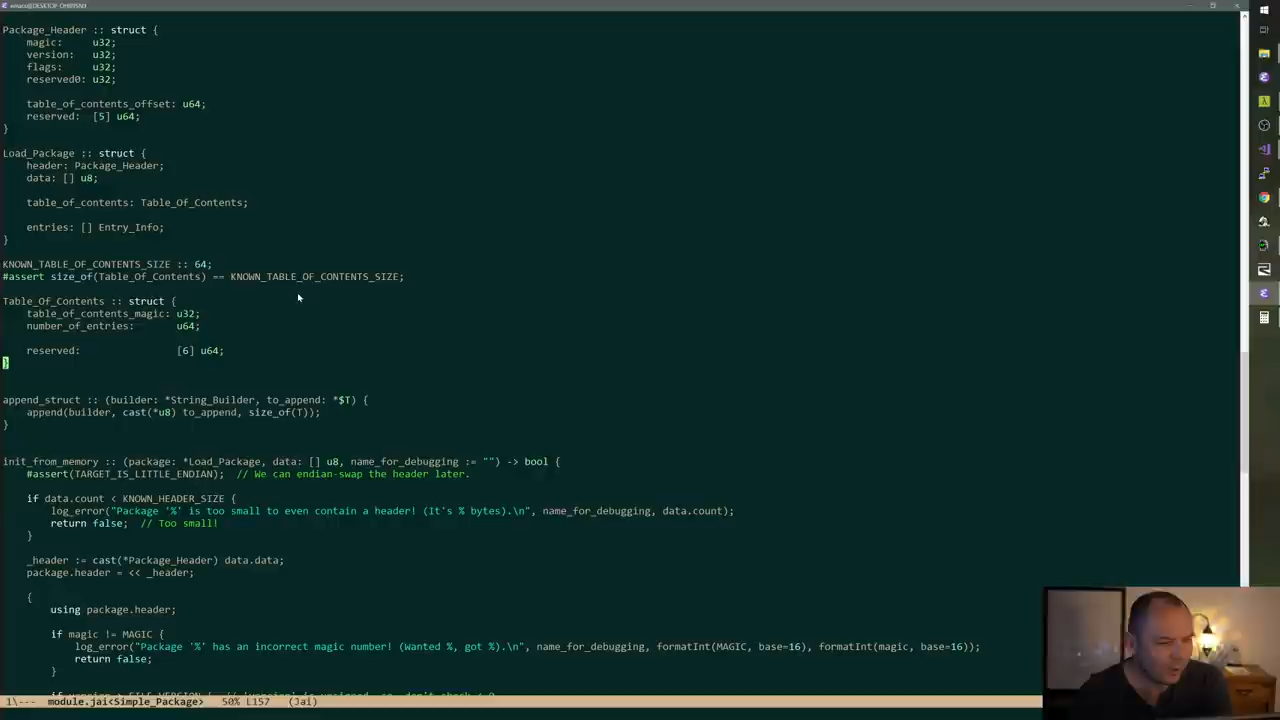 Package_Header :: struct {
    magic:     u32;
    version:   u32;
    flags:     u32;
    reserved0: u32;
    table_of_contents_offset: u64;
    reserved:  [5] u64;
}
Load_Package :: struct {
    header: Package_Header;
    data: [] u8;
    table_of_contents: Table_Of_Contents;
    entries: [] Entry_Info;
}
KNOWN_TABLE_OF_CONTENTS_SIZE :: 64;
#assert size_of(Table_Of_Contents) == KNOWN_TABLE_OF_CONTENTS_SIZE;
Table_Of_Contents :: struct {
    table_of_contents_magic: u32;
    number_of_entries:       u64;
    reserved:                [6] u64;
}
append_struct :: (builder: *String_Builder, to_append: *$T) {
    append(builder, cast(*u8) to_append, size_of(T));
}
init_from_memory :: (package: *Load_Package, data: [] u8, name_for_debugging := "") -> bool {
    #assert(TARGET_IS_LITTLE_ENDIAN);  // We can endian-swap the header later.
    if data.count < KNOWN_HEADER_SIZE {
        log_error("Package '%' is too small to even contain a header! (It's % bytes).\n", name_for_debugging, data.count);
        return false;  // Too small!
    }
    _header := cast(*Package_Header) data.data;
    package.header = << _header;
    {
        using package.header;
        if magic != MAGIC {
            log_error("Package '%' has an incorrect magic number! (Wanted %, got %).\n", name_for_debugging, formatInt(MAGIC, base=16), formatInt(magic, base=16));
            return false;
        }
1\---  module.jai<Simple_Package>   50% L157   (Jai)